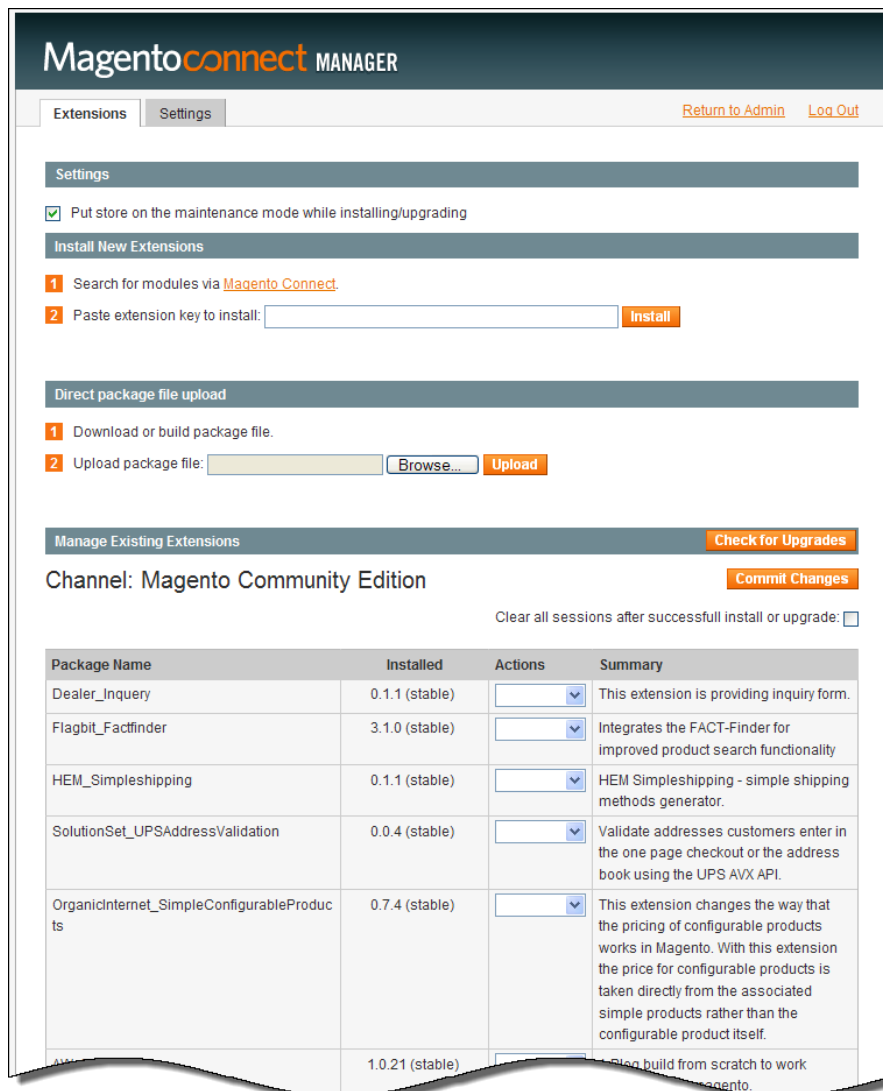 Magentoconnect MANAGER
Extensions Settings Return to Admin Log Out
Settings
Put store on the maintenance mode while installing/upgrading
Install New Extensions
1 Search for modules via Magento Connect.
2 Paste extension key to install: Install
Direct package file upload
1 Download or build package file.
2 Upload package file: Browse... Upload
Manage Existing Extensions Check for Upgrades
Channel: Magento Community Edition Commit Changes
Clear all sessions after successfull install or upgrade:
Package Name Installed Actions Summary
Dealer_Inquery 0.1.1 (stable) This extension is providing inquiry form.
Flagbit_Factfinder 3.1.0 (stable) Integrates the FACT-Finder for
improved product search functionality
HEM_Simpleshipping 0.1.1 (stable) HEM Simpleshipping - simple shipping
methods generator.
SolutionSet_UPSAddressValidation 0.0.4 (stable) Validate addresses customers enter in
the one page checkout or the address
book using the UPS AVX API.
OrganicInternet_SimpleConfigurableProduc 0.7.4 (stable) This extension changes the way that
ts the pricing of configurable products
works in Magento. With this extension
the price for configurable products is
taken directly from the associated
simple products rather than the
configurable product itself.
1.0.21 (stable) Blog build from scratch to work